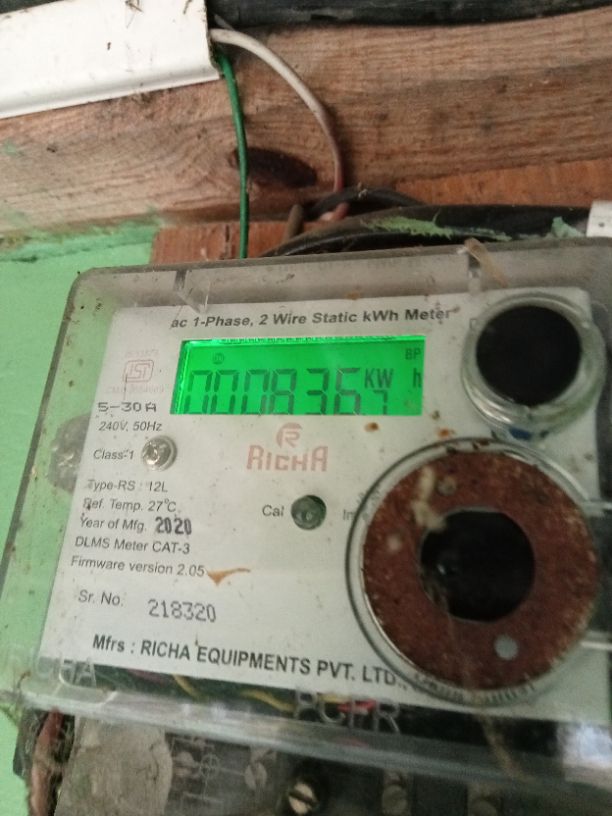 ac 1-Phase, 2 Wire Static kWh Meter
BP
0008367 KW h
5-30A
240V, 50Hz
Class-1
RICHA
Type-RS : 12L
Ref. Temp. 27°C
Cal
Year of Mfg. 2020
DLMS Meter CAT-3
Firmware version 2.05
Sr. No: 218320
Mfrs : RICHA EQUIPMENTS PVT. LTD.